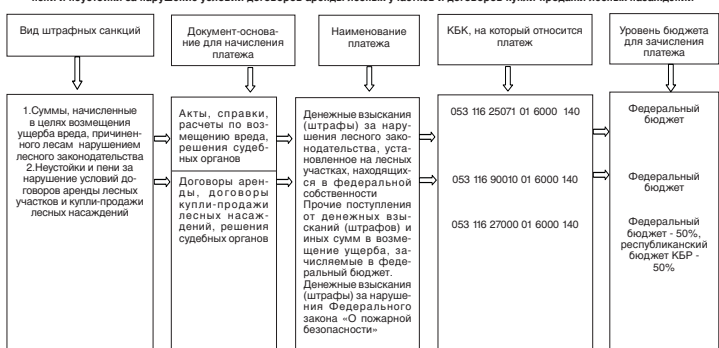 пени и неустойки за нарушение условий договоров аренды лесных участков и договоров купли-продажи лесных насаждений
Вид штрафных санкций
Документ-основа-
ние для начисления
платежа
Наименование
платежа
КБК, на который относится
платеж
Уровень бюджета
для зачисления
платежа
1.Суммы, начисленные
в целях возмещения
ущерба вреда, причинен-
ного лесам нарушением
лесного законодательства
2.Неустойки и пени за
нарушение условий до-
говоров аренды лесных
участков и купли-продажи
лесных насаждений
Акты, справки,
расчеты по воз-
мещению вреда,
решения судеб-
ных органов
Договоры арен-
ды, договоры
купли-продажи
лесных насаж-
дений, решения
судебных органов
Денежные взыскания
(штрафы) за нару-
шения лесного зако-
нодательства, уста-
новленное на лесных
участках, находящих-
ся в федеральной
собственности
Прочие поступления
от денежных взы-
сканий (штрафов) и
иных сумм в возме-
щение ущерба, за-
числяемые в феде-
ральный бюджет.
Денежные взыскания
(штрафы) за наруше-
ния Федерального
закона «О пожарной
безопасности»
053 116 25071 01 6000 140
053 116 90010 01 6000 140
053 116 27000 01 6000 140
Федеральный
бюджет
Федеральный
бюджет
Федеральный
бюджет - 50%,
республиканский
бюджет КБР -
50%